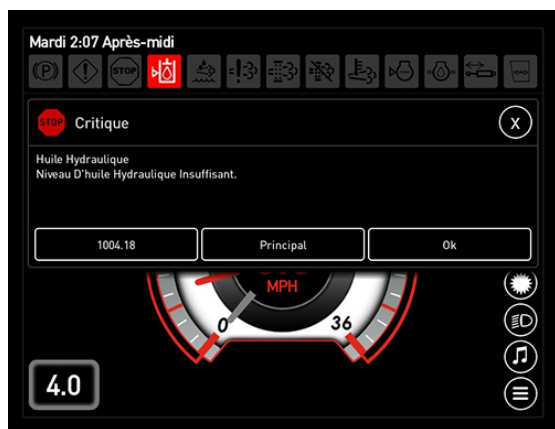 Mardi 2:07 Après-midi
P
STOP
STOP Critique X
Huile Hydraulique
Niveau D'huile Hydraulique Insuffisant.
1004.18 Principal Ok
MPH
0 36
4.0